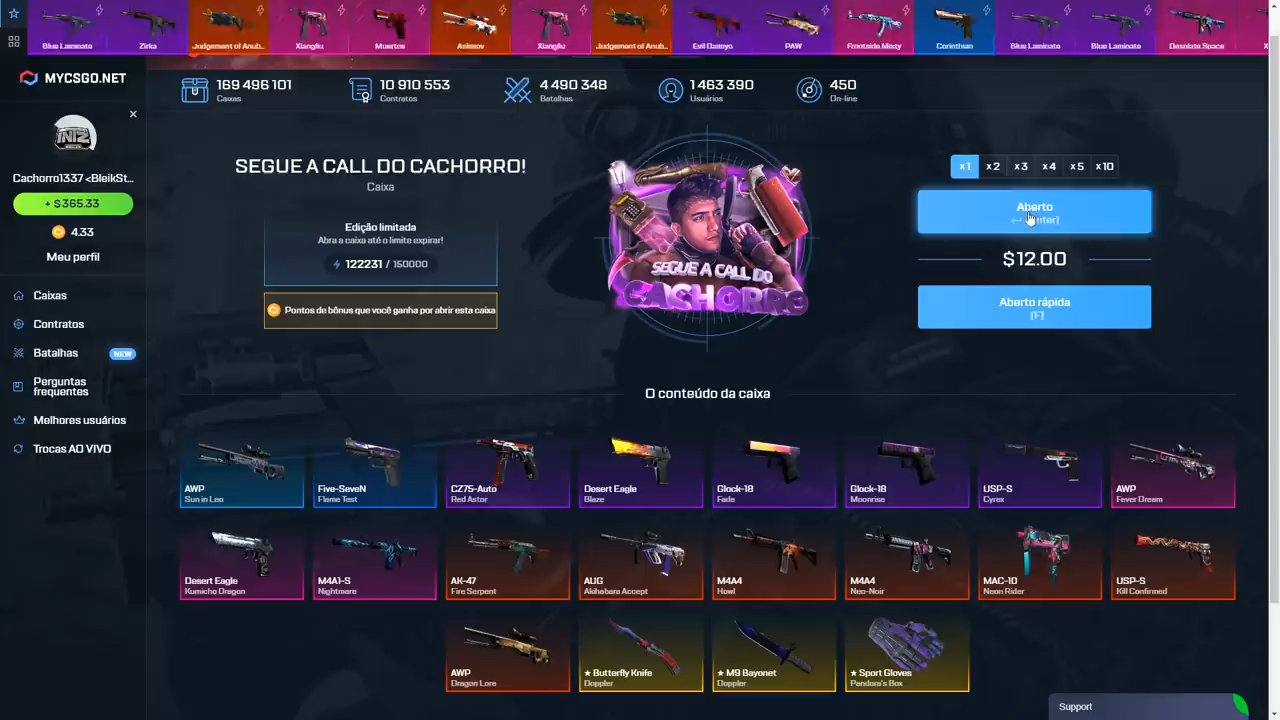 Blue Laminate
Zirka
Judgement of Anub...
Xiangliu
Muertos
Asiimov
Xiangliu
Judgement of Anub...
Evil Daimyo
PAW
Frontside Misty
Corinthian
Blue Laminate
Blue Laminate
Desolate Space
MYCSGO.NET
169 496 101
Caixas
10 910 553
Contratos
4 490 348
Batalhas
1 463 390
Usuários
450
On-line
Cachorro1337 <BleikSt...
+ $365.33
4.33
Meu perfil
Caixas
Contratos
Batalhas
NEW
Perguntas
frequentes
Melhores usuários
Trocas AO VIVO
SEGUE A CALL DO CACHORRO!
Caixa
Edição limitada
Abra a caixa até o limite expirar!
122231 / 150000
Pontos de bônus que você ganha por abrir esta caixa
SEGUE A CALL DO
CACHORRO
x1 x2 x3 x4 x5 x10
Aberto
$12.00
Aberto rápida
[F]
O conteúdo da caixa
AWP
Sun in Leo
Five-SeveN
Flame Test
CZ75-Auto
Red Astor
Desert Eagle
Blaze
Glock-18
Fade
Glock-18
Moonrise
USP-S
Cyrex
AWP
Fever Dream
Desert Eagle
Kumicho Dragon
M4A1-S
Nightmare
AK-47
Fire Serpent
AUG
Akihabara Accept
M4A4
Howl
M4A4
Neo-Noir
MAC-10
Neon Rider
USP-S
Kill Confirmed
AWP
Dragon Lore
★ Butterfly Knife
Doppler
★ M9 Bayonet
Doppler
★ Sport Gloves
Pandora's Box
Support